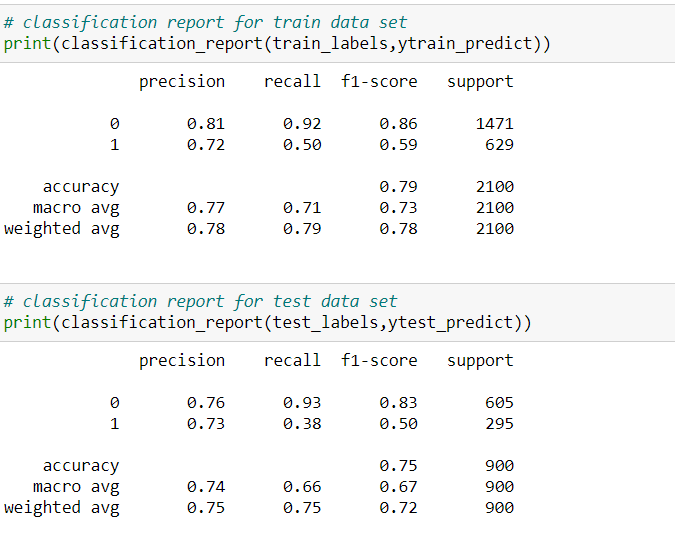 # classification report for train data set
print(classification_report(train_labels,ytrain_predict))
precision recall f1-score support
0 0.81 0.92 0.86 1471
1 0.72 0.50 0.59 629
accuracy 0.79 2100
macro avg 0.77 0.71 0.73 2100
weighted avg 0.78 0.79 0.78 2100
# classification report for test data set
print(classification_report(test_labels,ytest_predict))
precision recall f1-score support
0 0.76 0.93 0.83 605
1 0.73 0.38 0.50 295
accuracy 0.75 900
macro avg 0.74 0.66 0.67 900
weighted avg 0.75 0.75 0.72 900